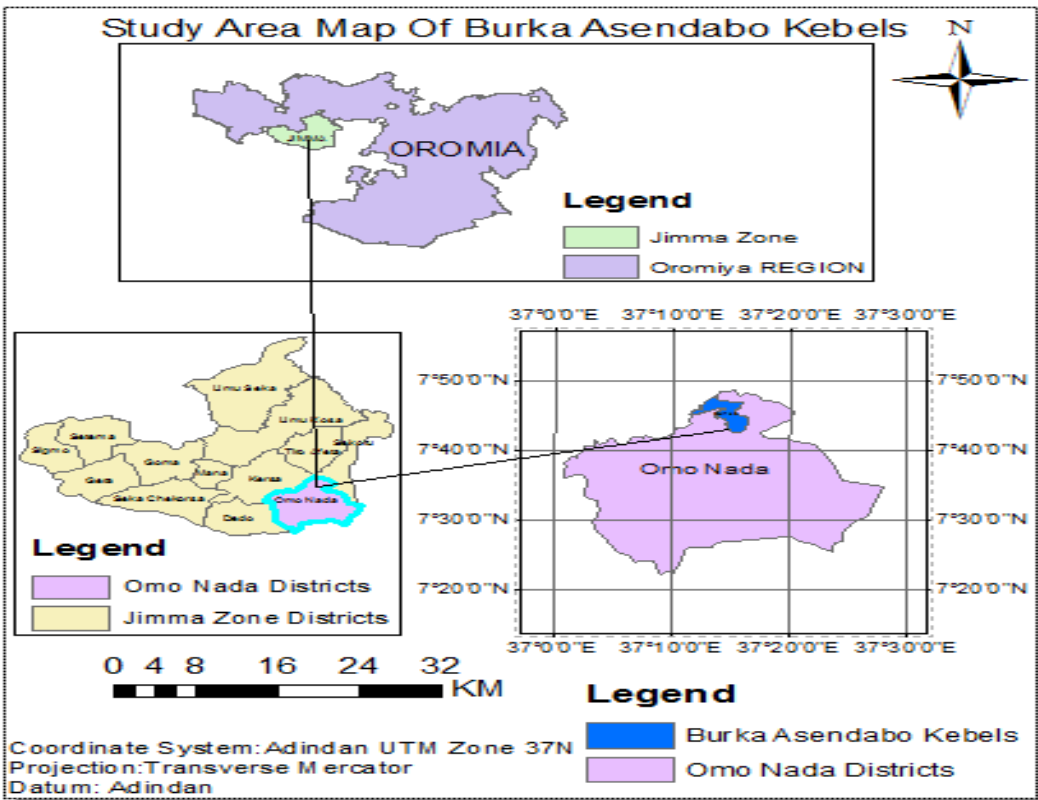 Study Area Map Of Burka Asendabo Kebels
N
OROMIA
Legend
Jimma Zone
Oromiya REGION
37°0'0"E 37°10'0"E 37°20'0"E 37°30'0"E
7°50'0"N 7°50'0"N
7°40'0"N 7°40'0"N
7°30'0"N 7°30'0"N
7°20'0"N 7°20'0"N
37°0'0"E 37°10'0"E 37°20'0"E 37°30'0"E
Omo Nada
Sigmo
Goma
Mana
Kersa
Seka Chekorsa
Dedo
Omo Nada
Legend
Omo Nada Districts
Jimma Zone Districts
0 4 8 16 24 32
KM
Legend
Burka Asendabo Kebels
Omo Nada Districts
Coordinate System:Adindan UTM Zone 37N
Projection:Transverse Mercator
Datum: Adindan